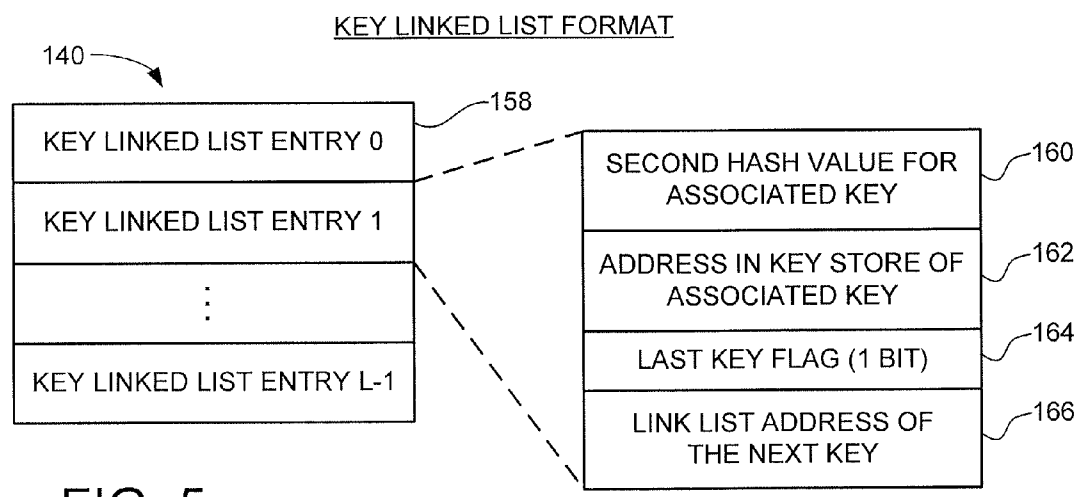 KEY LINKED LIST FORMAT
140
158
KEY LINKED LIST ENTRY 0
KEY LINKED LIST ENTRY 1
⋮
KEY LINKED LIST ENTRY L-1
SECOND HASH VALUE FOR
ASSOCIATED KEY
160
ADDRESS IN KEY STORE OF
ASSOCIATED KEY
162
LAST KEY FLAG (1 BIT)
164
LINK LIST ADDRESS OF
THE NEXT KEY
166
FIG. 5